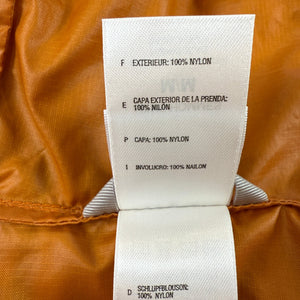 F EXTERIEUR: 100% NYLON
E CAPA EXTERIOR DE LA PRENDA:
100% NILÓN
P CAPA: 100% NYLON
I INVOLUCRO: 100% NAILON
D SCHLUPFBLOUSON:
100% NYLON